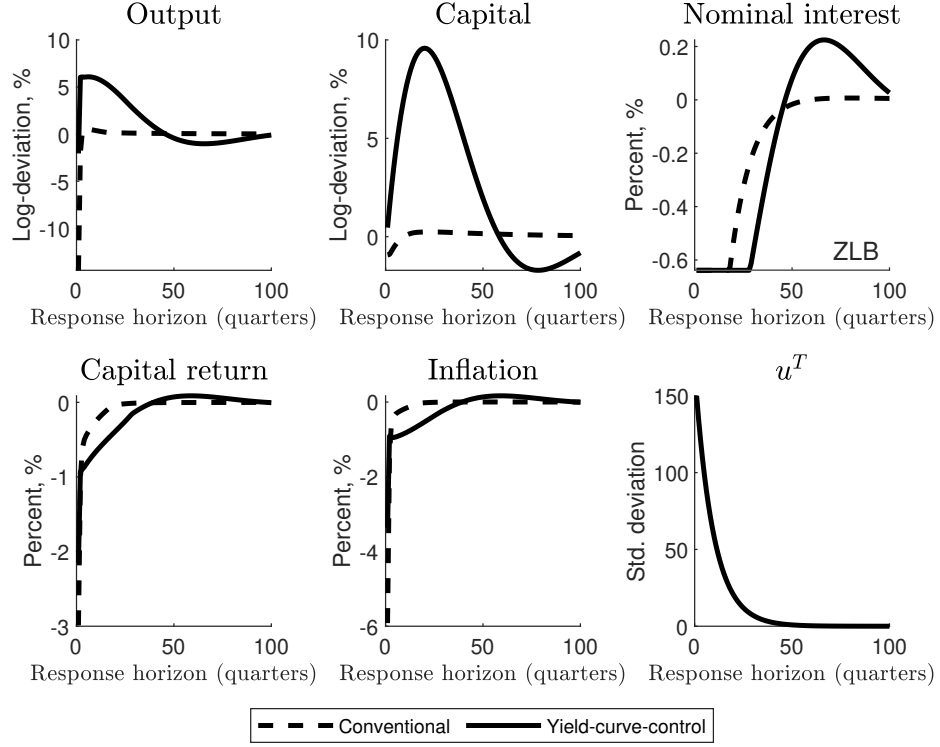 Output
Capital
Nominal interest
10
5
0
-5
-10
Log-deviation, %
0
50
100
Response horizon (quarters)
10
5
0
Log-deviation, %
0
50
100
Response horizon (quarters)
0.2
0
-0.2
-0.4
-0.6
Percent, %
ZLB
0
50
100
Response horizon (quarters)
Capital return
Inflation
u^T
0
-1
-2
-3
Percent, %
0
50
100
Response horizon (quarters)
0
-2
-4
-6
Percent, %
0
50
100
Response horizon (quarters)
150
100
50
0
Std. deviation
0
50
100
Response horizon (quarters)
Conventional
Yield-curve-control